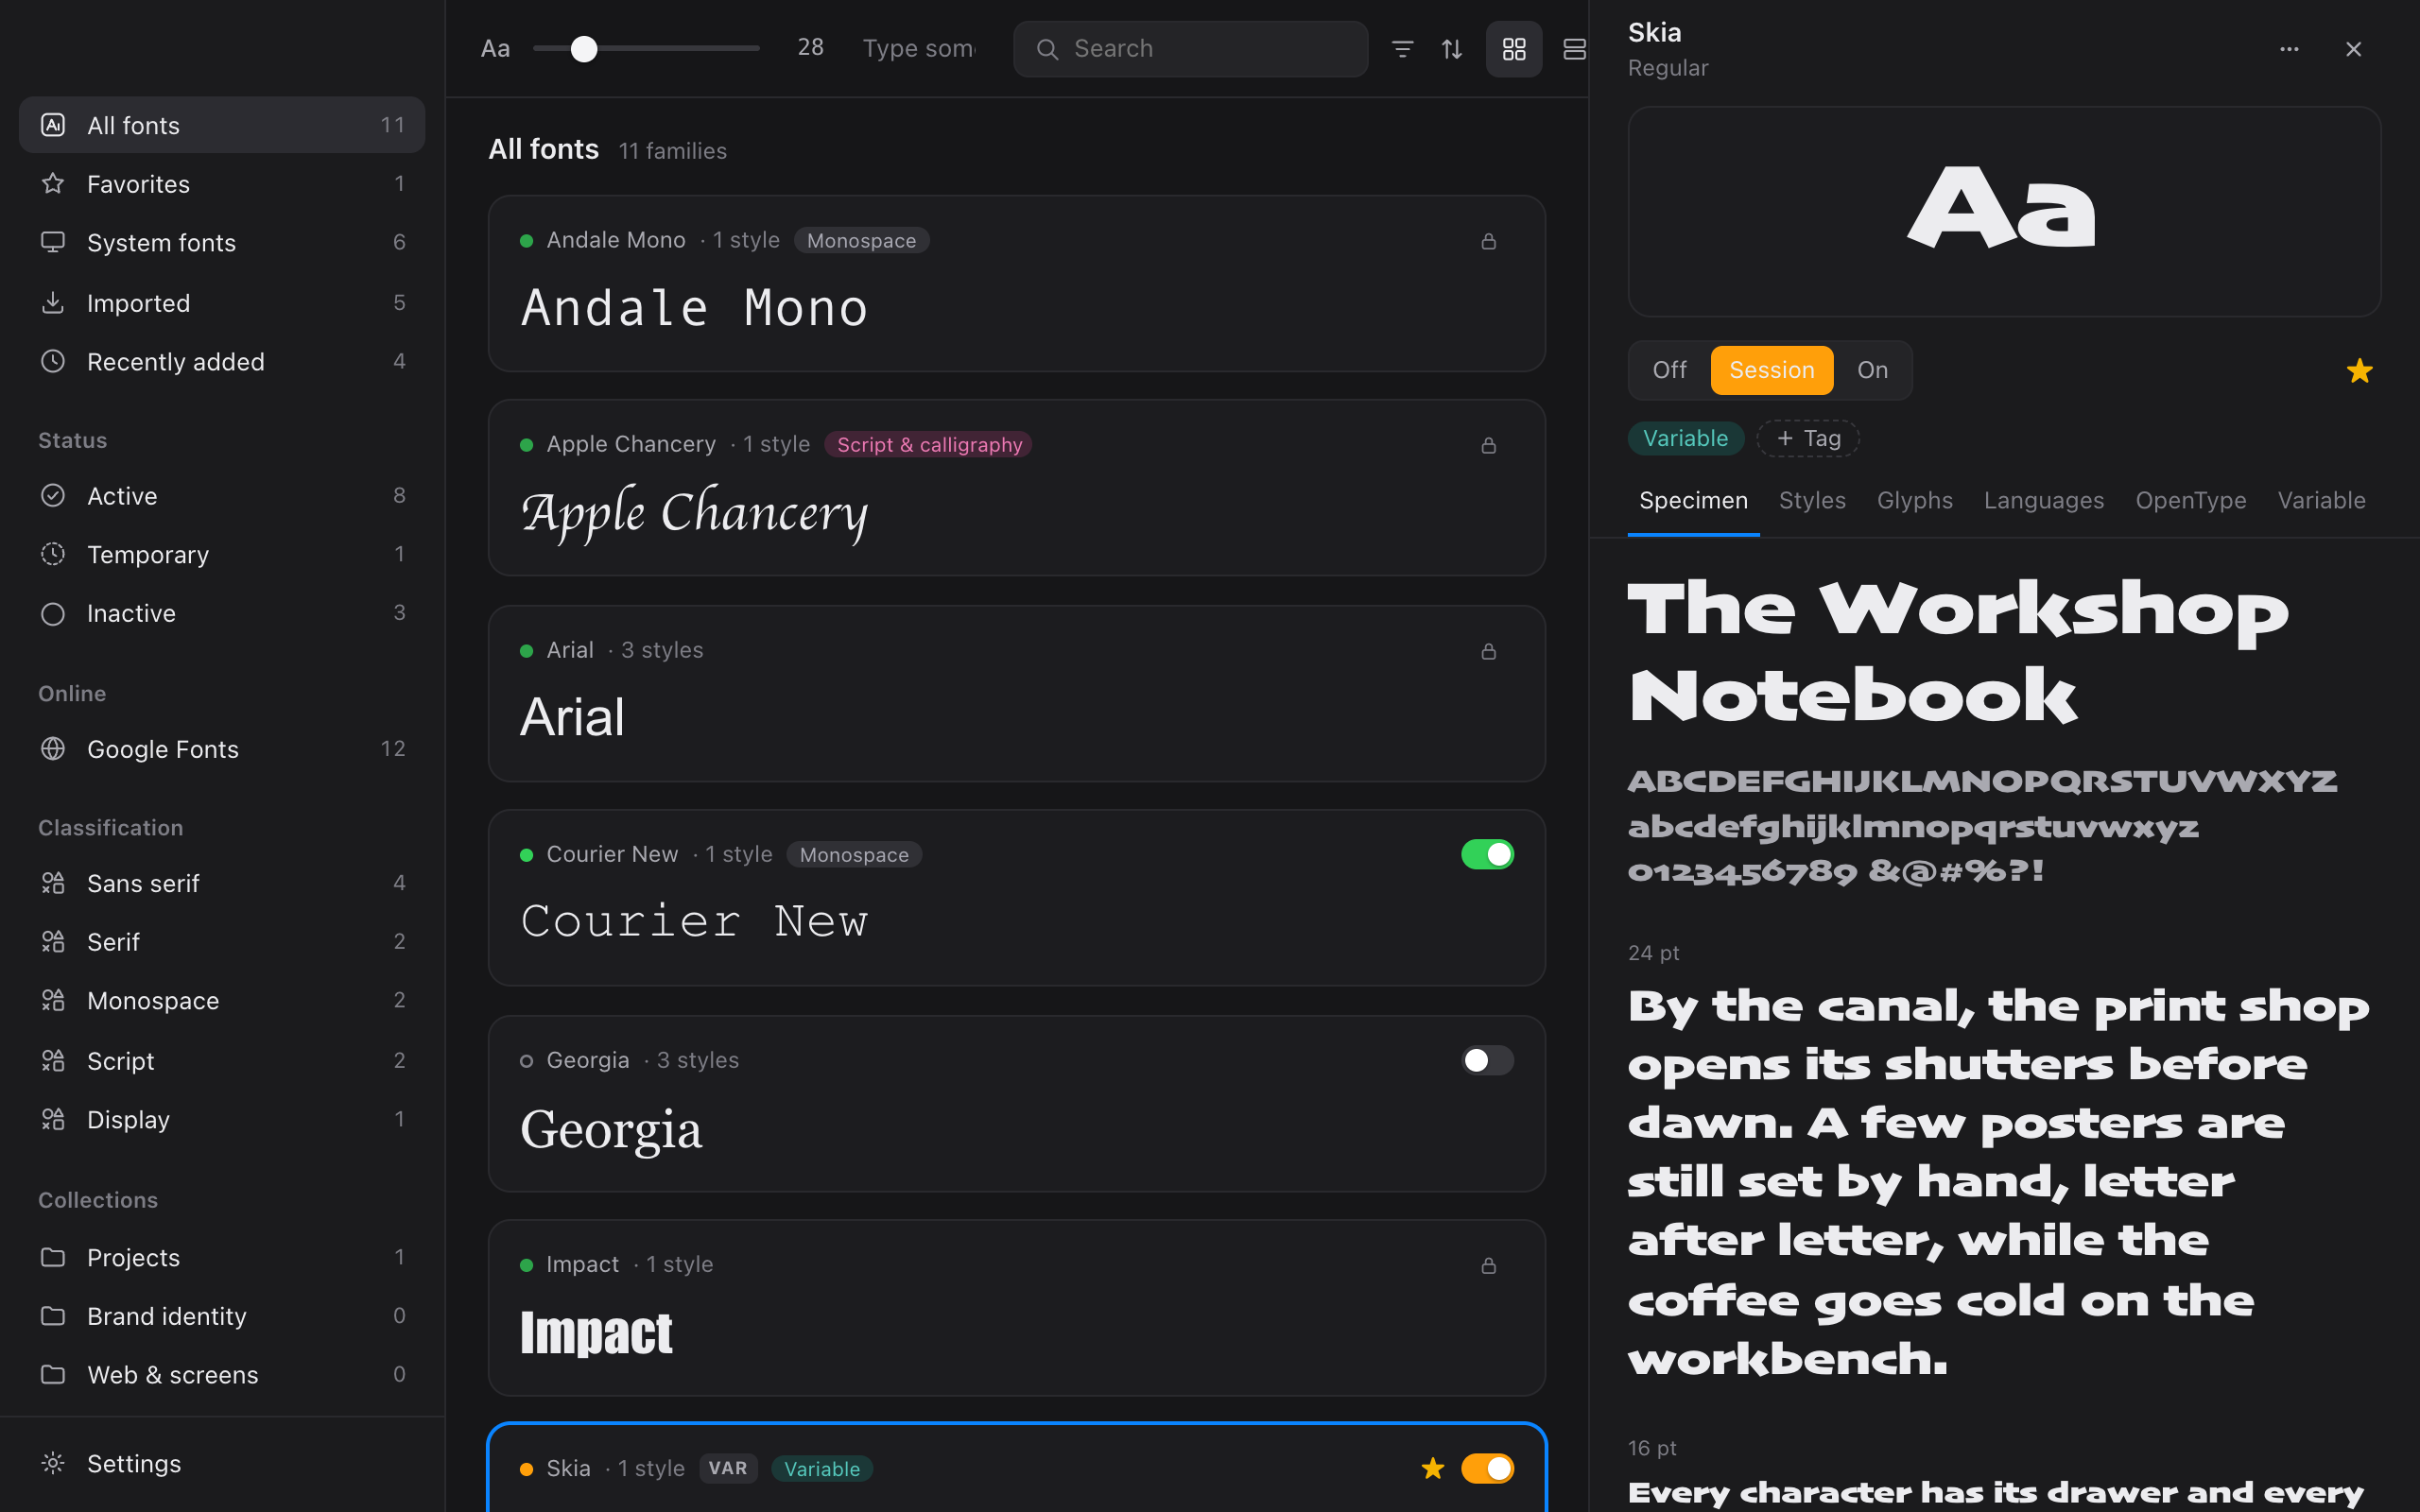 All fonts 11
Favorites 1
System fonts 6
Imported 5
Recently added 4
Status
Active 8
Temporary 1
Inactive 3
Online
Google Fonts 12
Classification
Sans serif 4
Serif 2
Monospace 2
Script 2
Display 1
Collections
Projects 1
Brand identity 0
Web & screens 0
Settings
Aa 28 Type som Search
All fonts 11 families
Andale Mono · 1 style Monospace
Andale Mono
Apple Chancery · 1 style Script & calligraphy
Apple Chancery
Arial · 3 styles
Arial
Courier New · 1 style Monospace
Courier New
Georgia · 3 styles
Georgia
Impact · 1 style
Impact
Skia · 1 style VAR Variable
Skia
Regular
Aa
Off Session On
Variable + Tag
Specimen Styles Glyphs Languages OpenType Variable
The Workshop
Notebook
ABCDEFGHIJKLMNOPQRSTUVWXYZ
abcdefghijklmnopqrstuvwxyz
0123456789 &@#%?!
24 pt
By the canal, the print shop
opens its shutters before
dawn. A few posters are
still set by hand, letter
after letter, while the
coffee goes cold on the
workbench.
16 pt
Every character has its drawer and every